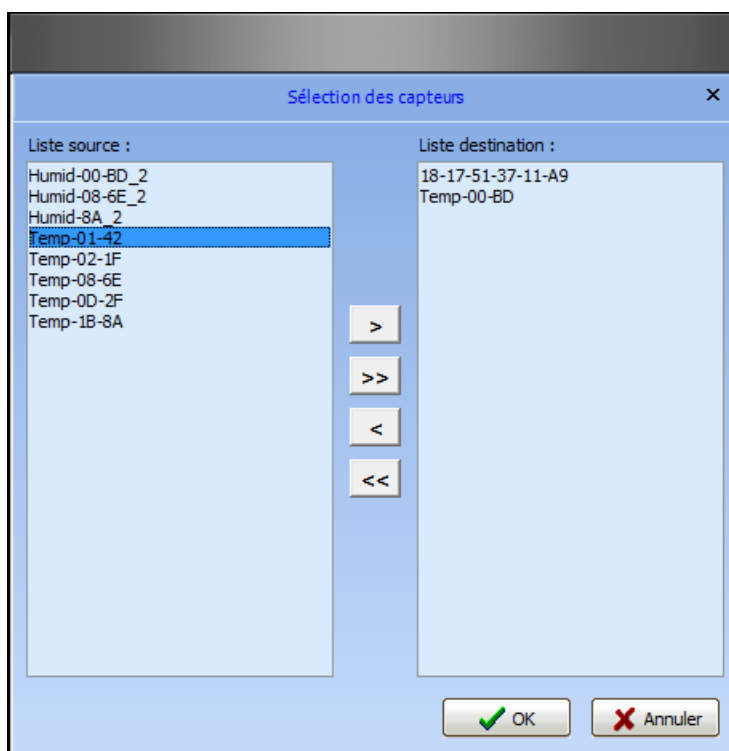 Sélection des capteurs
Liste source :
Humid-00-BD_2
Humid-08-6E_2
Humid-8A_2
Temp-01-42
Temp-02-1F
Temp-08-6E
Temp-0D-2F
Temp-1B-8A
>
>>
<
<<
Liste destination :
18-17-51-37-11-A9
Temp-00-BD
OK
Annuler